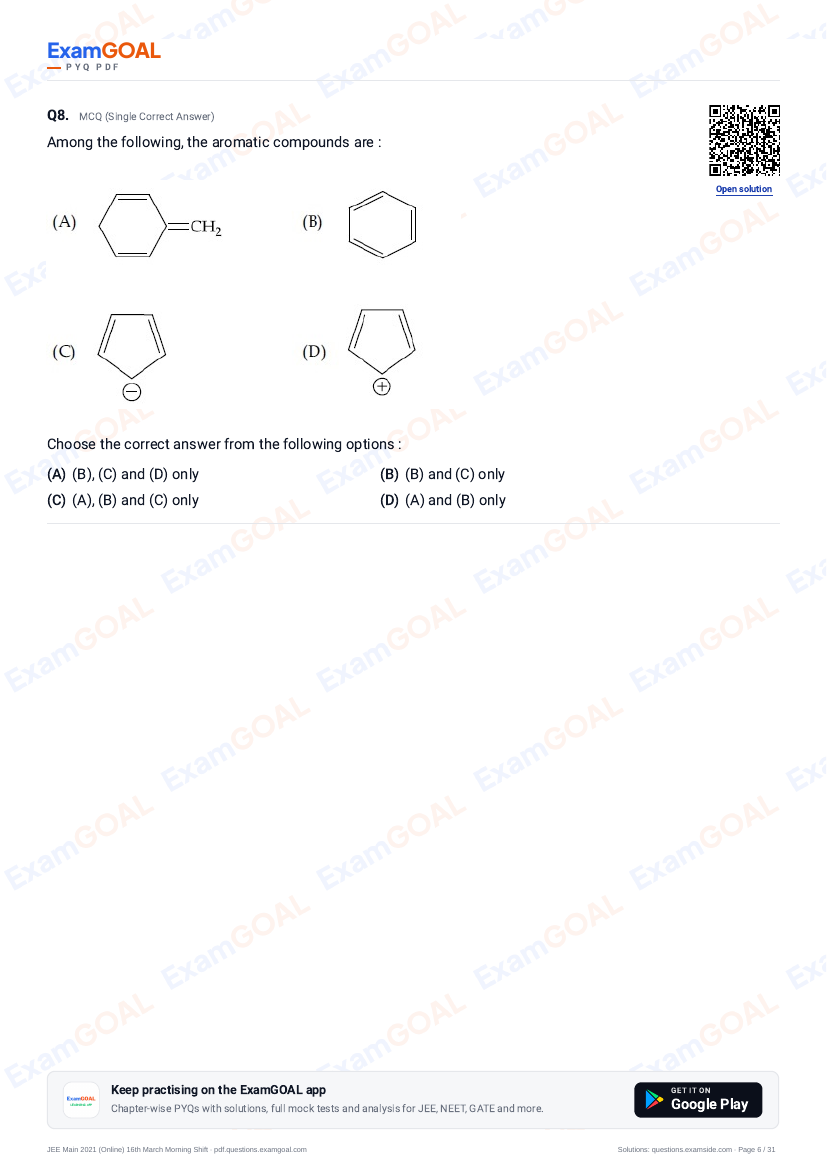 ExamGOAL
PYQ PDF
Q8. MCQ (Single Correct Answer)
Among the following, the aromatic compounds are :
Open solution
(A) CH2 (B)
(C) ⊖ (D) ⊕
Choose the correct answer from the following options :
(A) (B), (C) and (D) only (B) (B) and (C) only
(C) (A), (B) and (C) only (D) (A) and (B) only
ExamGOAL
Keep practising on the ExamGOAL app
Chapter-wise PYQs with solutions, full mock tests and analysis for JEE, NEET, GATE and more.
GET IT ON
Google Play
JEE Main 2021 (Online) 16th March Morning Shift · pdf.questions.examgoal.com Solutions: questions.examside.com · Page 6 / 31